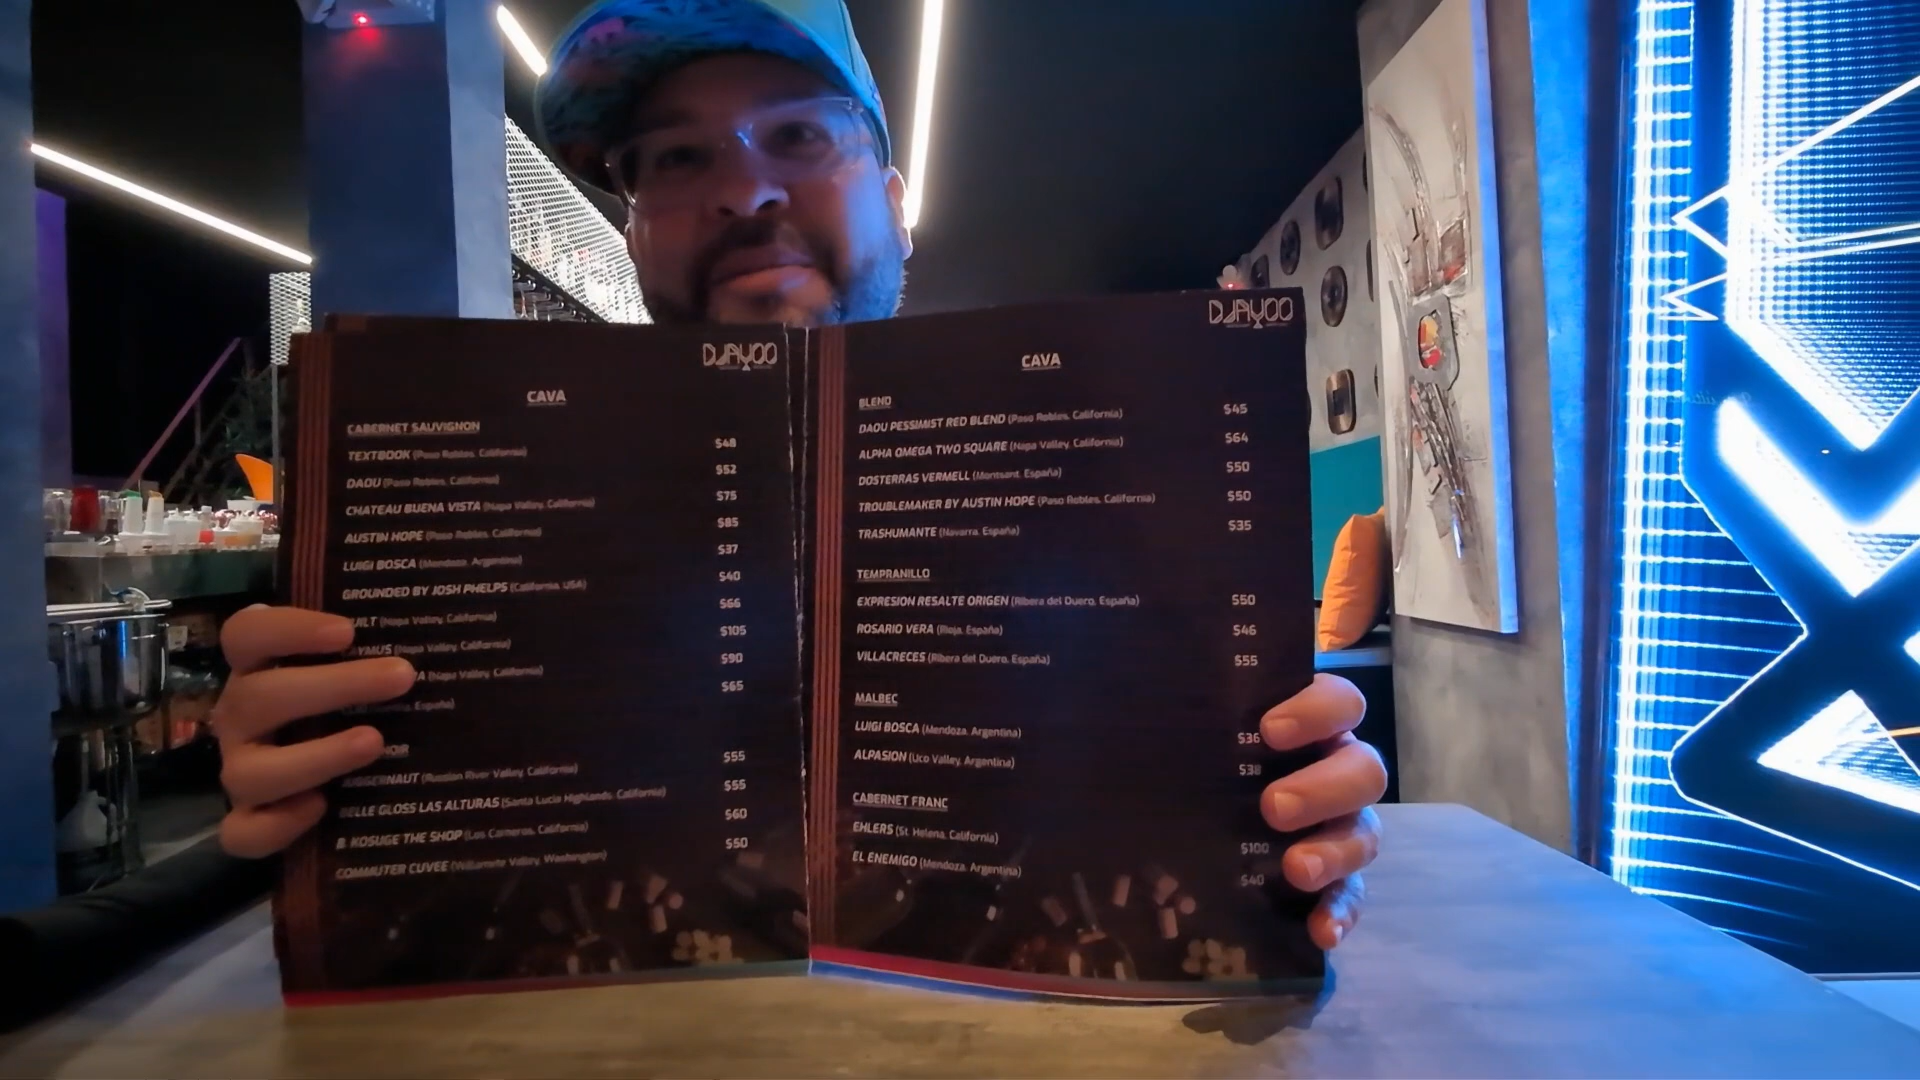 DJAYOO
CAVA
CABERNET SAUVIGNON
TEXTBOOK (Paso Robles, California) $48
DAOU (Paso Robles, California) $52
CHATEAU BUENA VISTA (Napa Valley, California) $75
AUSTIN HOPE (Paso Robles, California) $85
LUIGI BOSCA (Mendoza, Argentina) $37
GROUNDED BY JOSH PHELPS (California, USA) $40
(Napa Valley, California) $66
(Napa Valley, California) $105
(Napa Valley, California) $90
España) $65
NOIR
JUGGERNAUT (Russian River Valley, California) $55
BELLE GLOSS LAS ALTURAS (Santa Lucia Highlands, California) $55
B. KOSUGE THE SHOP (Los Carneros, California) $60
COMMUTER CUVEE (Willamette Valley, Washington) $50
DJAYOO
CAVA
BLEND
DAOU PESSIMIST RED BLEND (Paso Robles, California) $45
ALPHA OMEGA TWO SQUARE (Napa Valley, California) $64
DOSTERRAS VERMELL (Montsant, España) $50
TROUBLEMAKER BY AUSTIN HOPE (Paso Robles, California) $50
TRASHUMANTE (Navarra, España) $35
TEMPRANILLO
EXPRESION RESALTE ORIGEN (Ribera del Duero, España) $50
ROSARIO VERA (Rioja, España) $46
VILLACRECES (Ribera del Duero, España) $55
MALBEC
LUIGI BOSCA (Mendoza, Argentina) $36
ALPASION (Uco Valley, Argentina) $38
CABERNET FRANC
EHLERS (St. Helena, California) $100
EL ENEMIGO (Mendoza, Argentina) $40